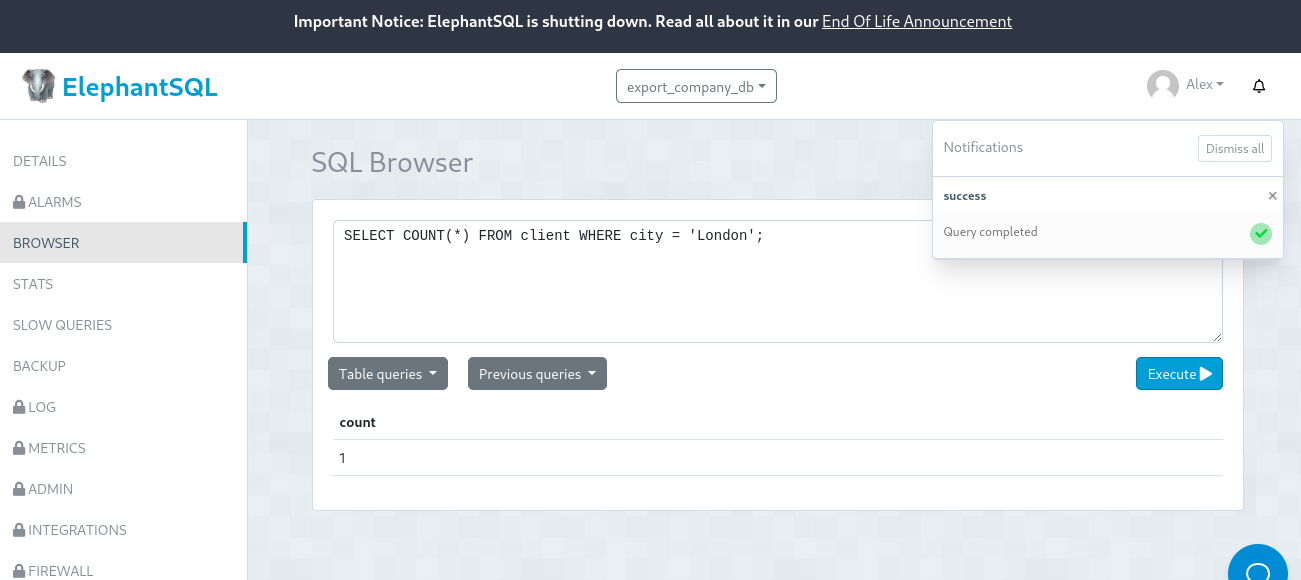 Important Notice: ElephantSQL is shutting down. Read all about it in our End Of Life Announcement
ElephantSQL
export_company_db
Alex
DETAILS
ALARMS
BROWSER
STATS
SLOW QUERIES
BACKUP
LOG
METRICS
ADMIN
INTEGRATIONS
FIREWALL
SQL Browser
Notifications
Dismiss all
success
×
Query completed
SELECT COUNT(*) FROM client WHERE city = 'London';
Table queries
Previous queries
Execute
count
1